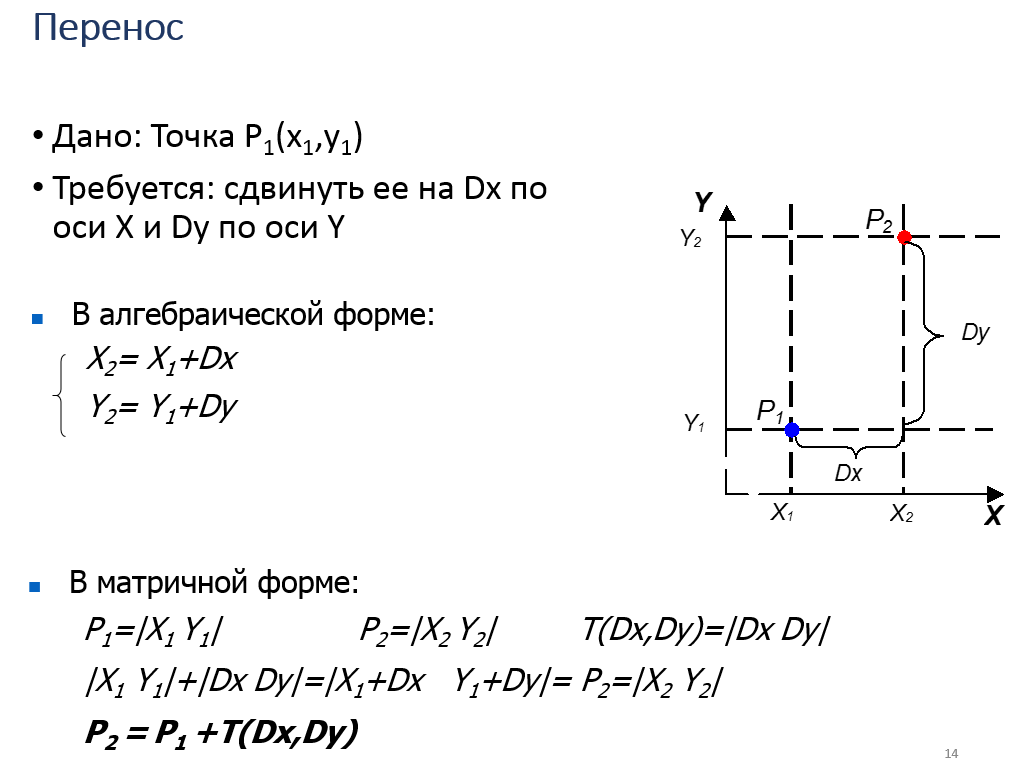 Перенос
• Дано: Точка P₁(x₁,y₁)
• Требуется: сдвинуть ее на Dx по
оси X и Dy по оси Y
▪ В алгебраической форме:
X₂= X₁+Dx
Y₂= Y₁+Dy
Y
Y₂
P₂
Dy
Y₁
P₁
Dx
X₁
X₂
X
▪ В матричной форме:
P₁=|X₁ Y₁| P₂=|X₂ Y₂| T(Dx,Dy)=|Dx Dy|
|X₁ Y₁|+|Dx Dy|=|X₁+Dx Y₁+Dy|= P₂=|X₂ Y₂|
P₂ = P₁ +T(Dx,Dy)
14